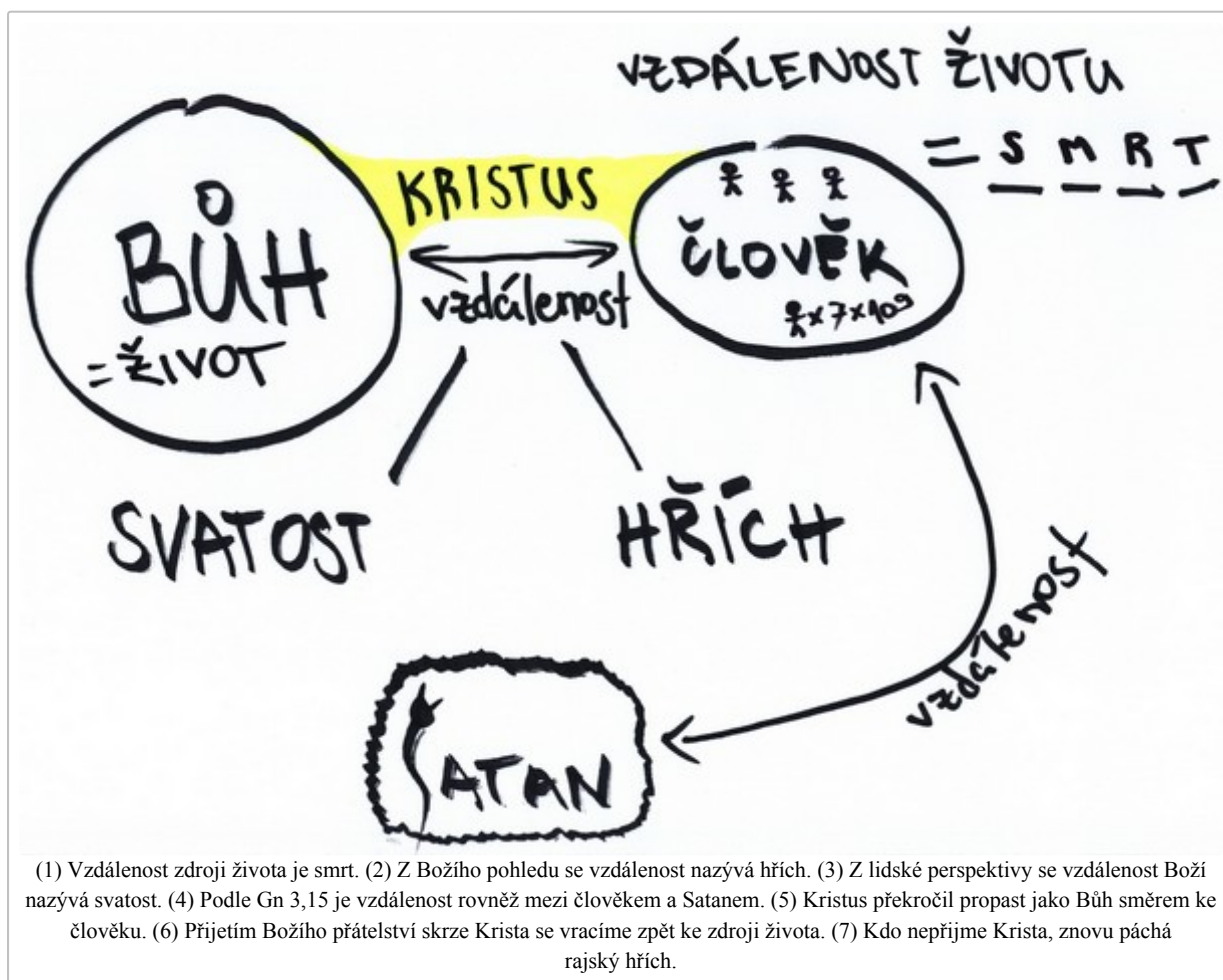 VZDÁLENOST ŽIVOTU
= S M R T
KRISTUS
BŮH
= ŽIVOT
vzdálenost
ČLOVĚK
x 7 x 10９
SVATOST
HŘÍCH
vzdálenost
SATAN
(1) Vzdálenost zdroji života je smrt. (2) Z Božího pohledu se vzdálenost nazývá hřích. (3) Z lidské perspektivy se vzdálenost Boží
nazývá svatost. (4) Podle Gn 3,15 je vzdálenost rovněž mezi člověkem a Satanem. (5) Kristus překročil propast jako Bůh směrem ke
člověku. (6) Přijetím Božího přátelství skrze Krista se vracíme zpět ke zdroji života. (7) Kdo nepřijme Krista, znovu páchá
rajský hřích.